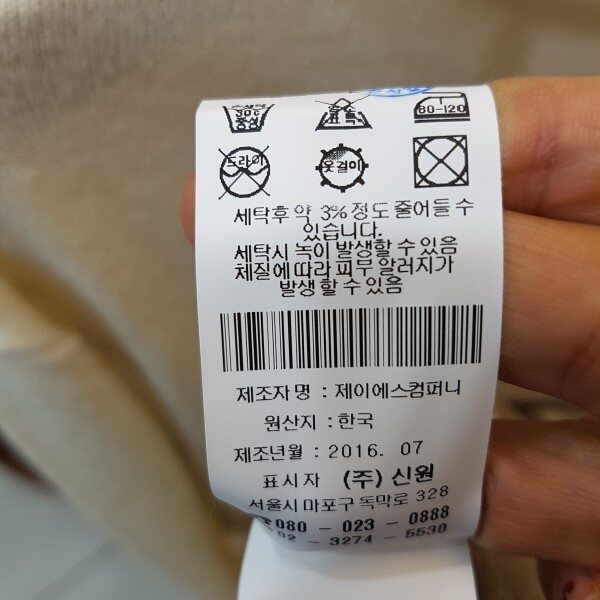 30℃
중성
염소
표백
80-120
드라이
옷걸이
세탁후 약 3% 정도 줄어들 수
있습니다.
세탁시 녹이 발생할 수 있음
체질에 따라 피부 알러지가
발생 할 수 있음
제조자 명 : 제이에스컴퍼니
원산지 : 한국
제조년월 : 2016. 07
표시자 (주) 신원
서울시 마포구 독막로 328
☎080 - 023 - 0888
02 - 3274 - 5530